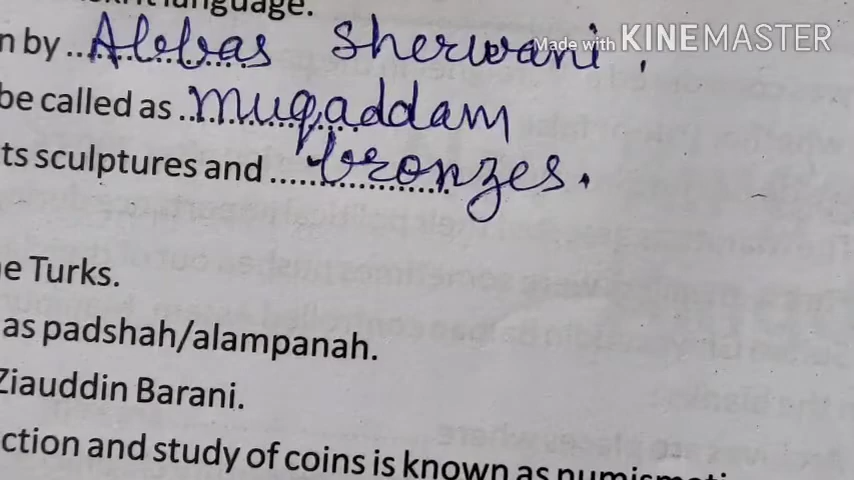 language.
n by .. Abbas Sherwani.
Made with KINEMASTER
be called as .. muqaddam
ts sculptures and .. bronzes.
e Turks.
as padshah/alampanah.
Ziauddin Barani.
ction and study of coins is known as